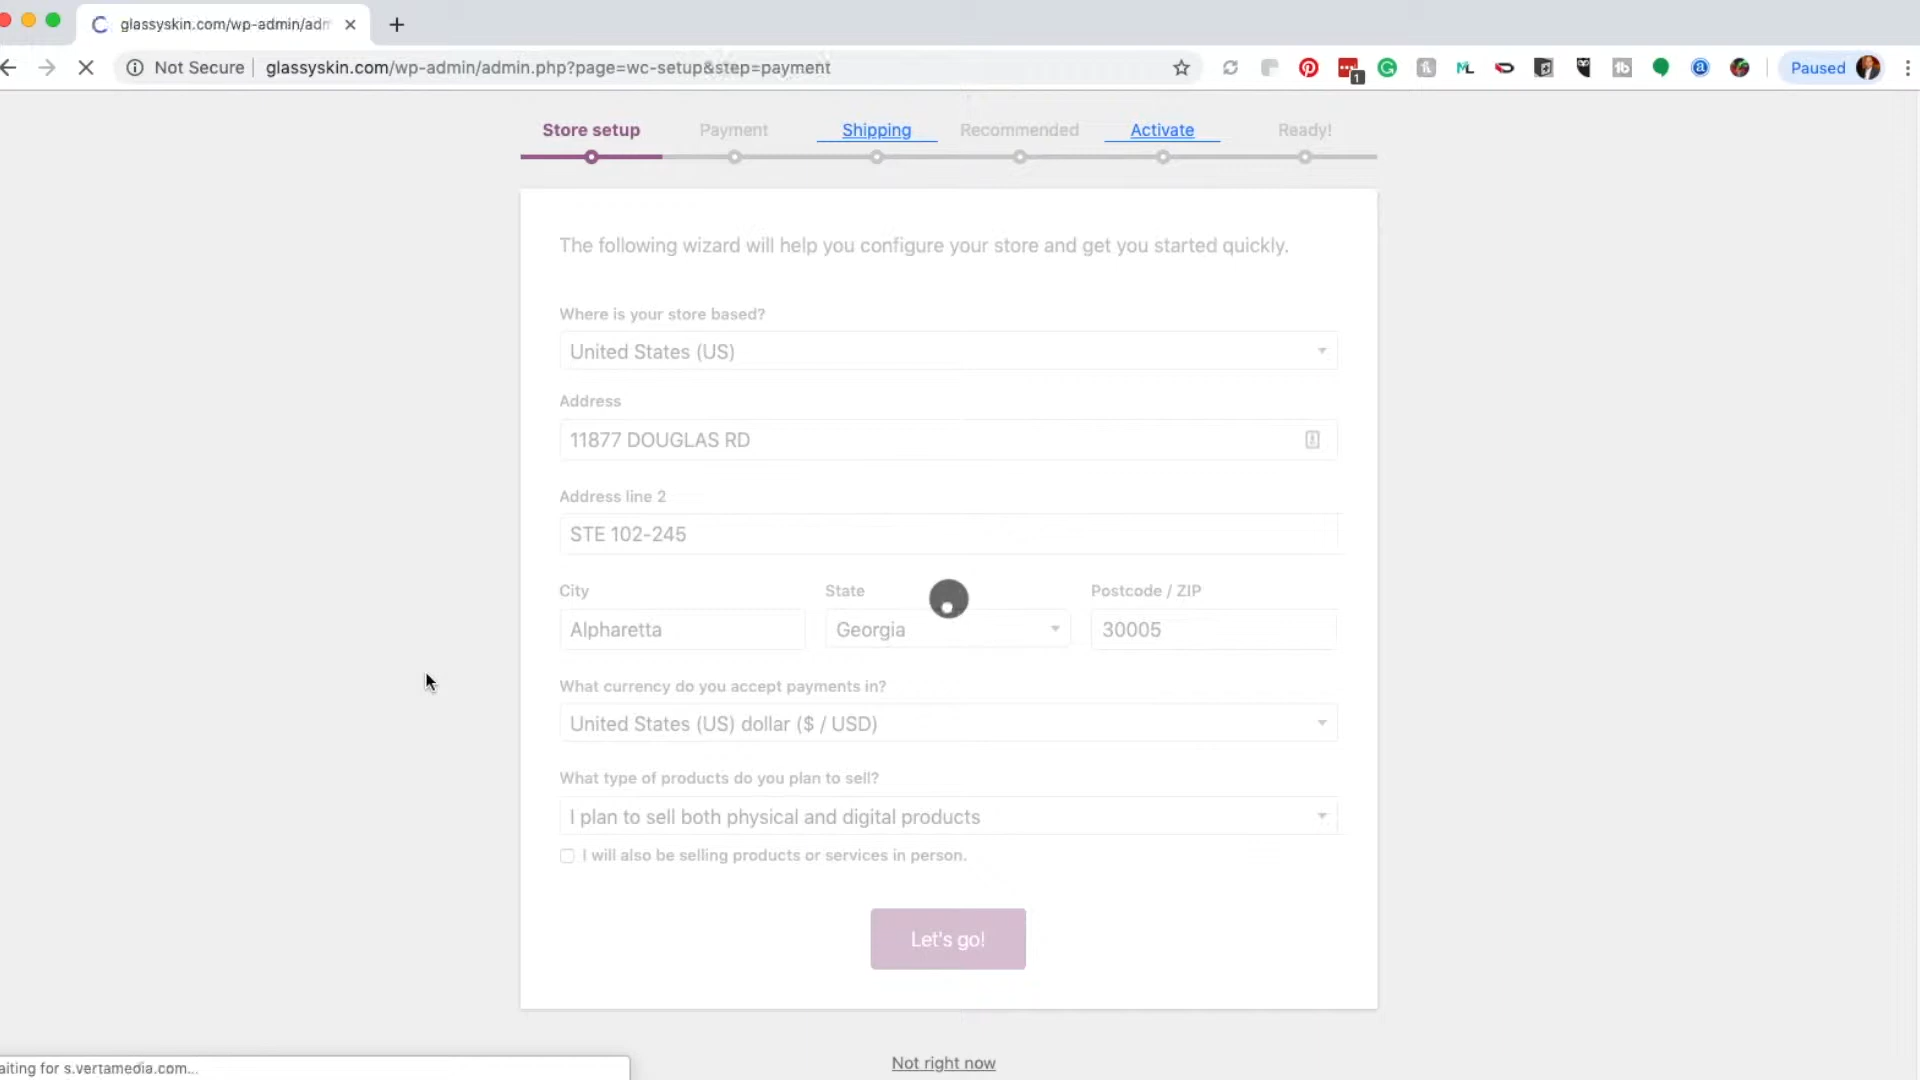 glassyskin.com/wp-admin/adm
Not Secure glassyskin.com/wp-admin/admin.php?page=wc-setup&step=payment
1
Paused
Store setup Payment Shipping Recommended Activate Ready!
The following wizard will help you configure your store and get you started quickly.
Where is your store based?
United States (US)
Address
11877 DOUGLAS RD
Address line 2
STE 102-245
City State Postcode / ZIP
Alpharetta Georgia 30005
What currency do you accept payments in?
United States (US) dollar ($ / USD)
What type of products do you plan to sell?
I plan to sell both physical and digital products
I will also be selling products or services in person.
Let's go!
Not right now
aiting for s.vertamedia.com...